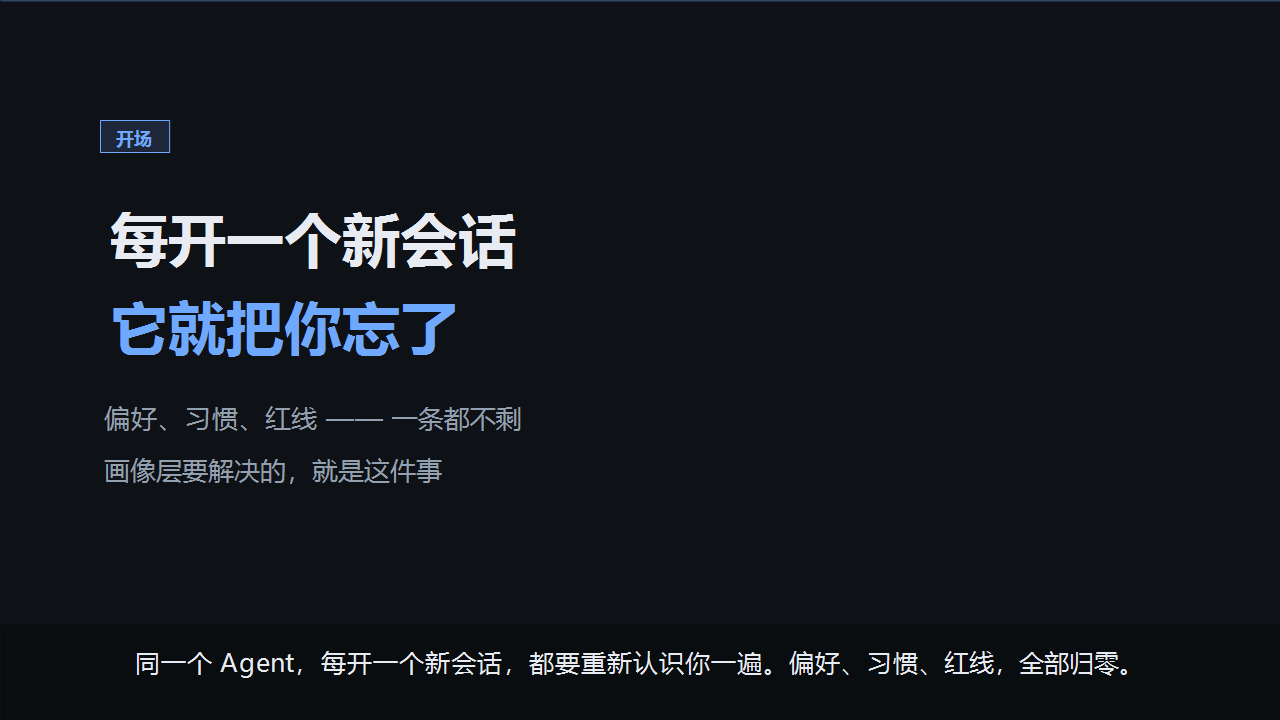 开场
每开一个新会话
它就把你忘了
偏好、习惯、红线 —— 一条都不剩
画像层要解决的，就是这件事
同一个 Agent，每开一个新会话，都要重新认识你一遍。偏好、习惯、红线，全部归零。